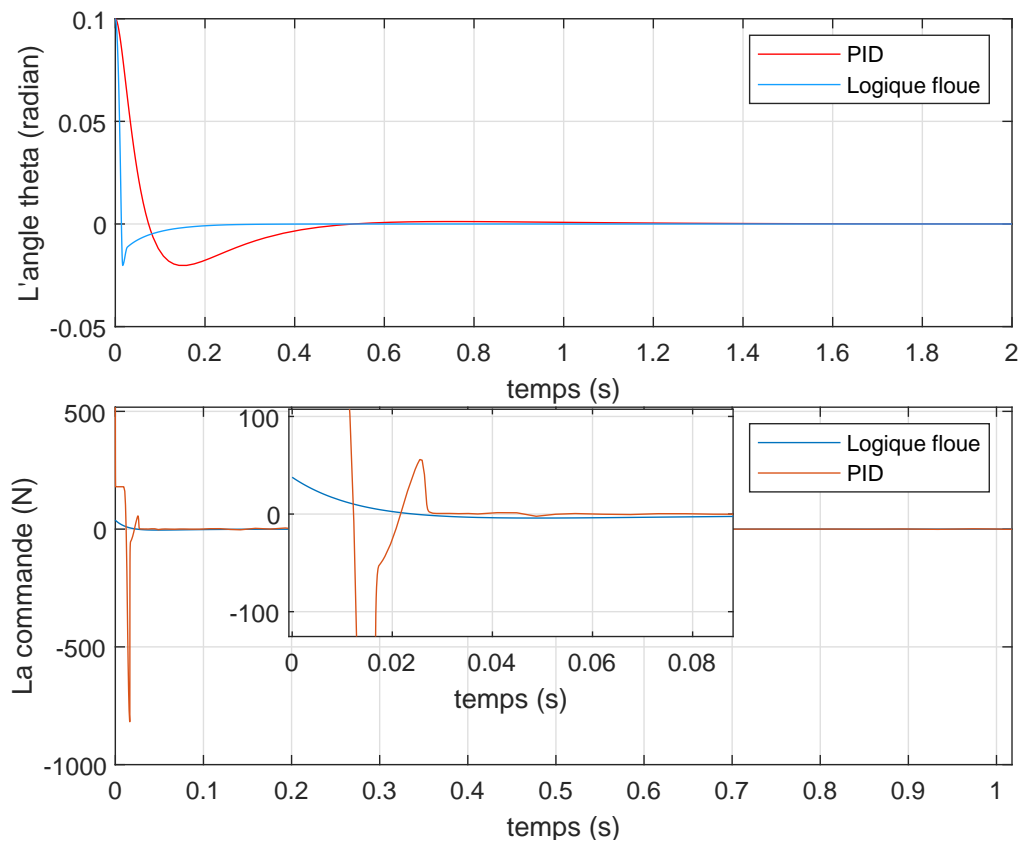 0.1
0.05
0
-0.05
L'angle theta (radian)
PID
Logique floue
0 0.2 0.4 0.6 0.8 1 1.2 1.4 1.6 1.8 2
temps (s)
500
0
-500
-1000
La commande (N)
100
0
-100
0 0.02 0.04 0.06 0.08
temps (s)
Logique floue
PID
0 0.1 0.2 0.3 0.4 0.5 0.6 0.7 0.8 0.9 1
temps (s)